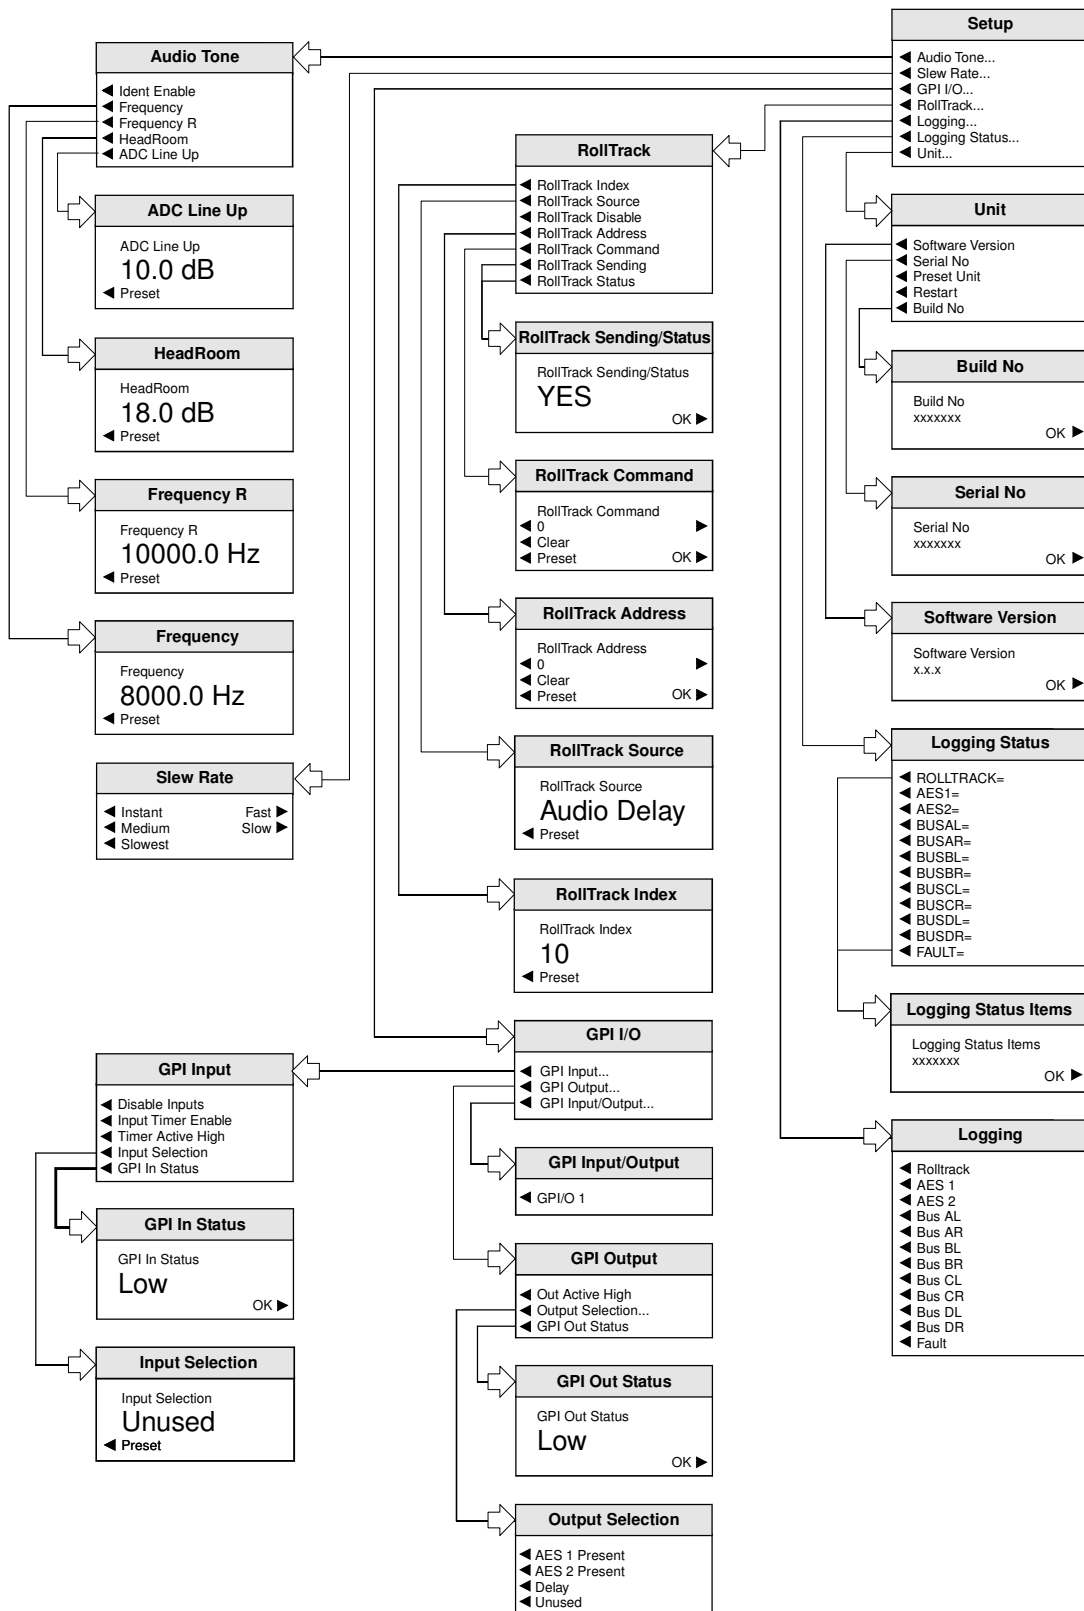 Setup
Audio Tone...
Slew Rate...
GPI I/O...
RollTrack...
Logging...
Logging Status...
Unit...
Audio Tone
Ident Enable
Frequency
Frequency R
HeadRoom
ADC Line Up
ADC Line Up
ADC Line Up
10.0 dB
Preset
HeadRoom
HeadRoom
18.0 dB
Preset
Frequency R
Frequency R
10000.0 Hz
Preset
Frequency
Frequency
8000.0 Hz
Preset
Slew Rate
Instant Fast
Medium Slow
Slowest
RollTrack
RollTrack Index
RollTrack Source
RollTrack Disable
RollTrack Address
RollTrack Command
RollTrack Sending
RollTrack Status
RollTrack Sending/Status
RollTrack Sending/Status
YES
OK
RollTrack Command
RollTrack Command
0
Clear
Preset OK
RollTrack Address
RollTrack Address
0
Clear
Preset OK
RollTrack Source
RollTrack Source
Audio Delay
Preset
RollTrack Index
RollTrack Index
10
Preset
Unit
Software Version
Serial No
Preset Unit
Restart
Build No
Build No
Build No
xxxxxxx
OK
Serial No
Serial No
xxxxxxx
OK
Software Version
Software Version
x.x.x
OK
Logging Status
ROLLTRACK=
AES1=
AES2=
BUSAL=
BUSAR=
BUSBL=
BUSBR=
BUSCL=
BUSCR=
BUSDL=
BUSDR=
FAULT=
Logging Status Items
Logging Status Items
xxxxxxx
OK
Logging
Rolltrack
AES 1
AES 2
Bus AL
Bus AR
Bus BL
Bus BR
Bus CL
Bus CR
Bus DL
Bus DR
Fault
GPI I/O
GPI Input...
GPI Output...
GPI Input/Output...
GPI Input
Disable Inputs
Input Timer Enable
Timer Active High
Input Selection
GPI In Status
GPI In Status
GPI In Status
Low
OK
Input Selection
Input Selection
Unused
Preset
GPI Input/Output
GPI/O 1
GPI Output
Out Active High
Output Selection...
GPI Out Status
GPI Out Status
GPI Out Status
Low
OK
Output Selection
AES 1 Present
AES 2 Present
Delay
Unused